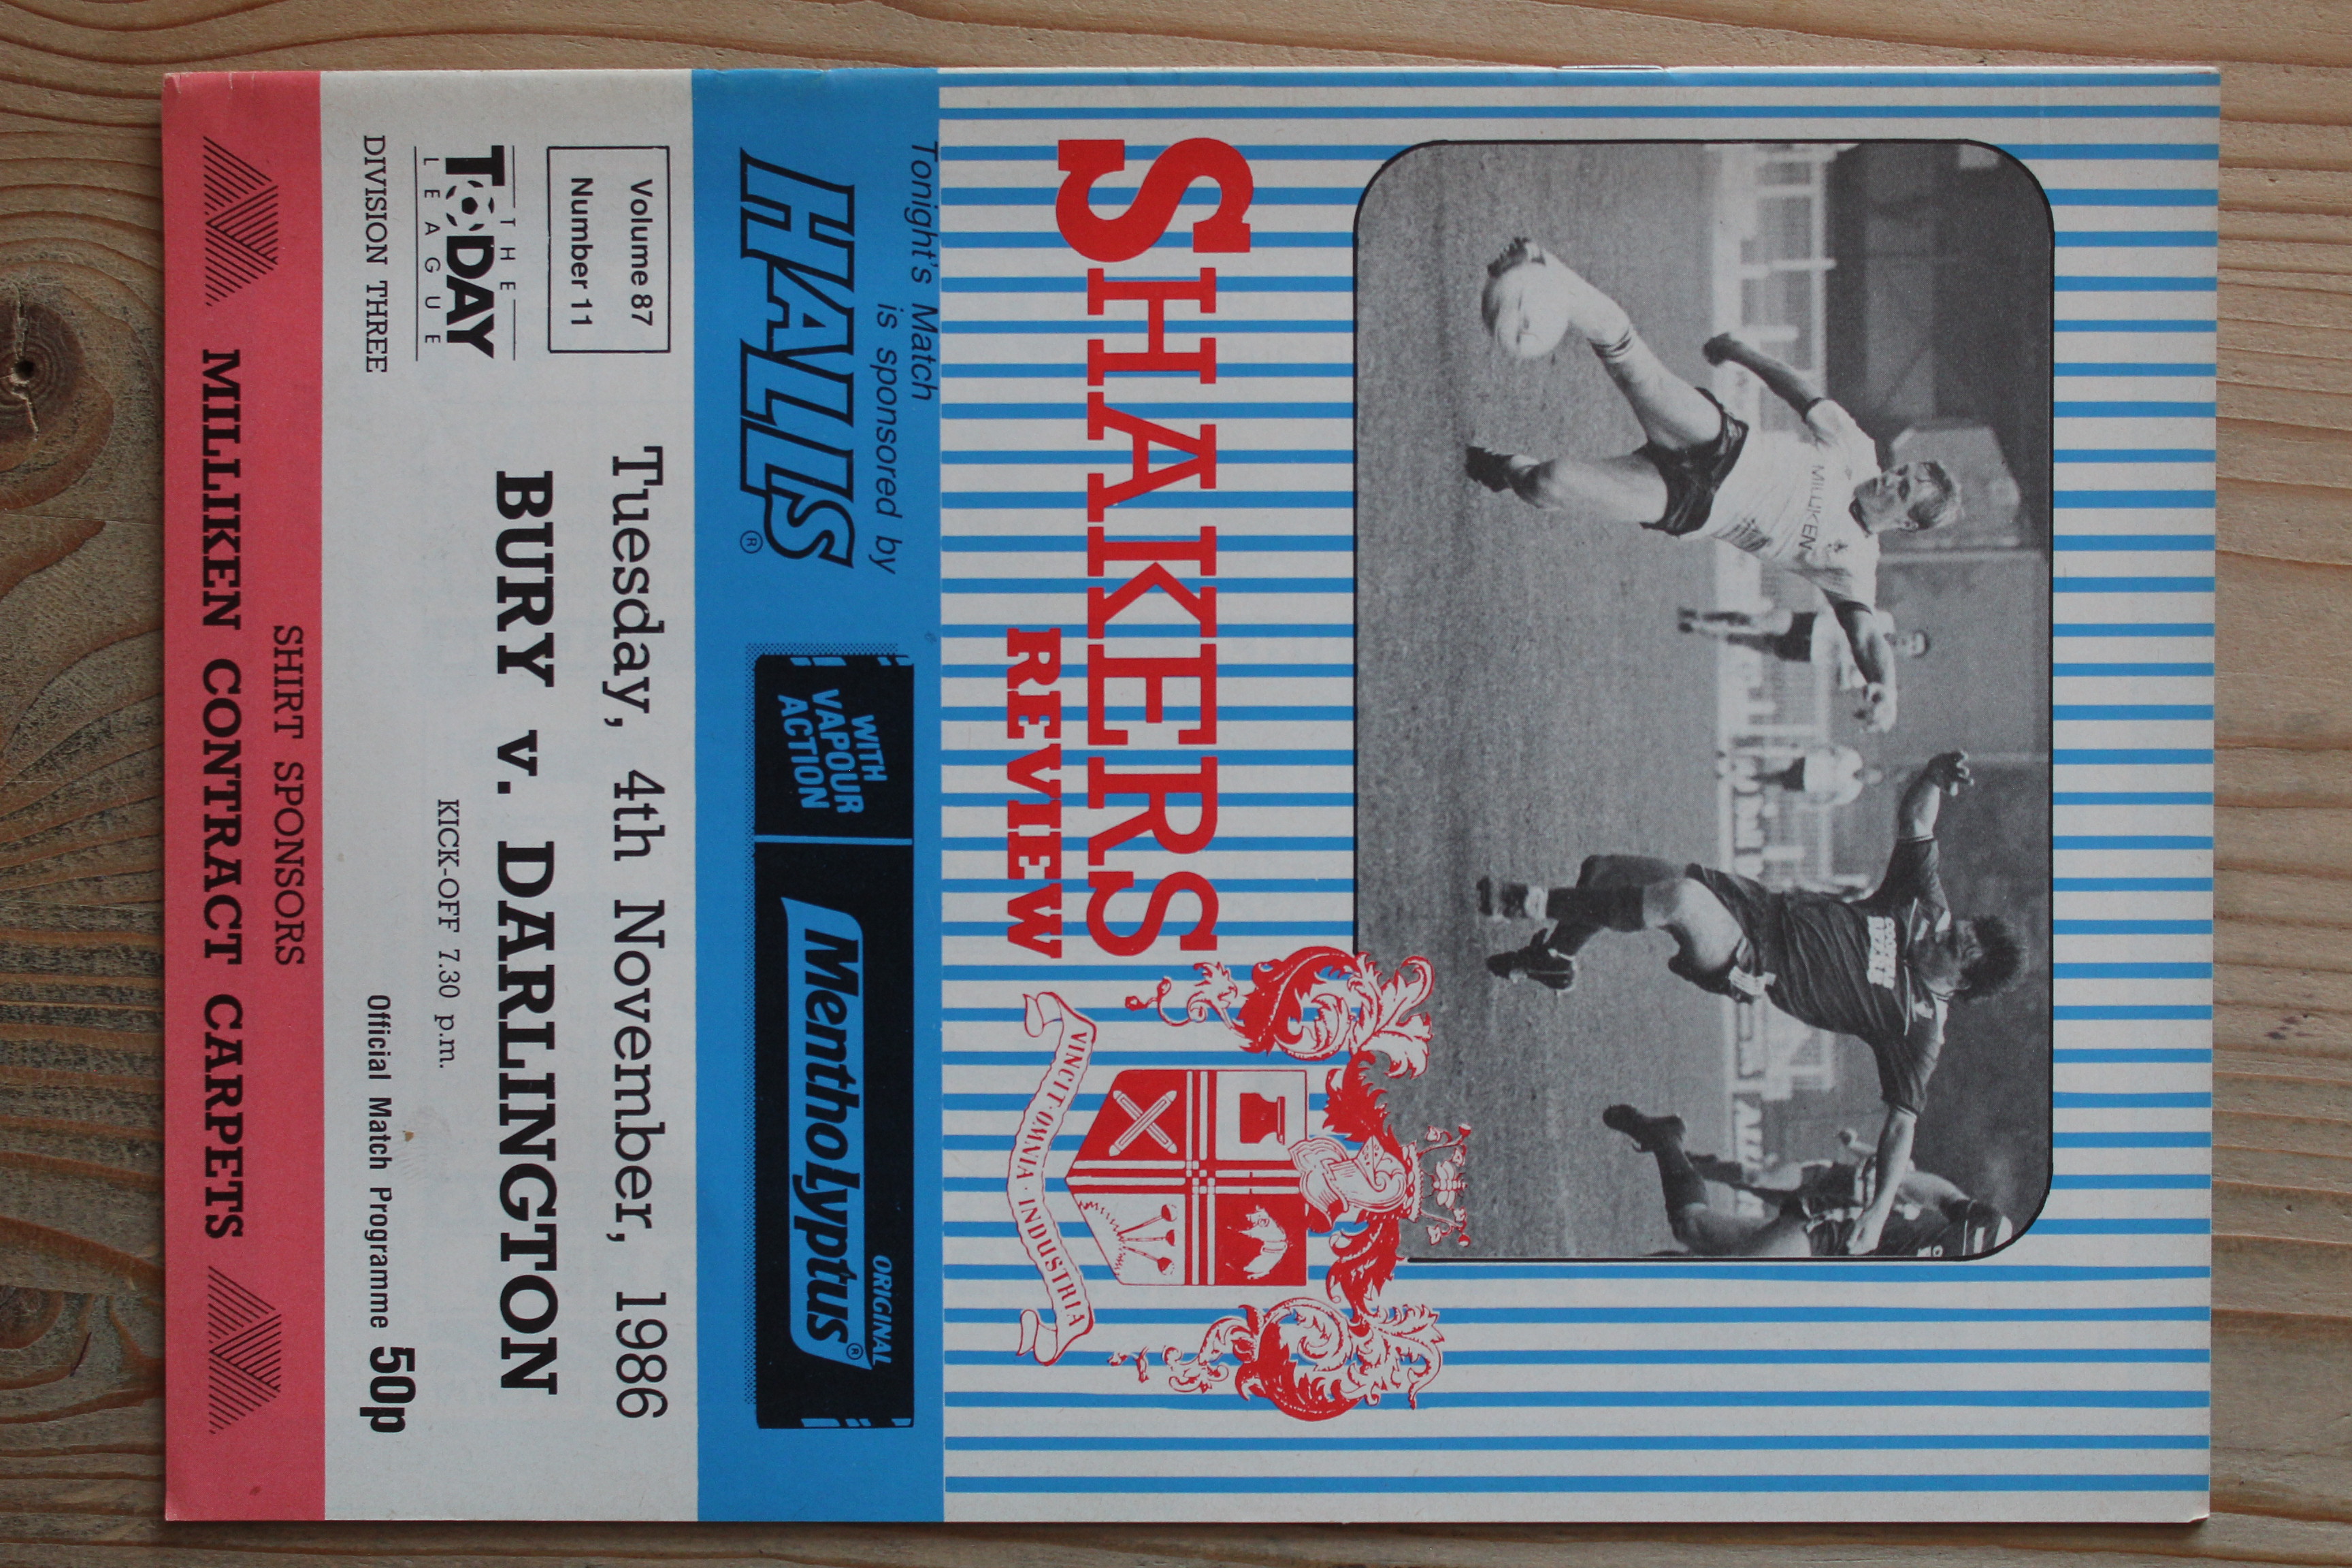 MILLIKEN
SHAKERS
REVIEW
VINCIT·OMNIA·INDUSTRIA
Tonight's Match
is sponsored by
HALLS®
WITH
VAPOUR
ACTION
ORIGINAL
Mentholyptus®
Volume 87
Number 11
Tuesday, 4th November, 1986
THE
TODAY
LEAGUE
DIVISION THREE
BURY v. DARLINGTON
KICK-OFF 7.30 p.m.
Official Match Programme 50p
SHIRT SPONSORS
MILLIKEN CONTRACT CARPETS